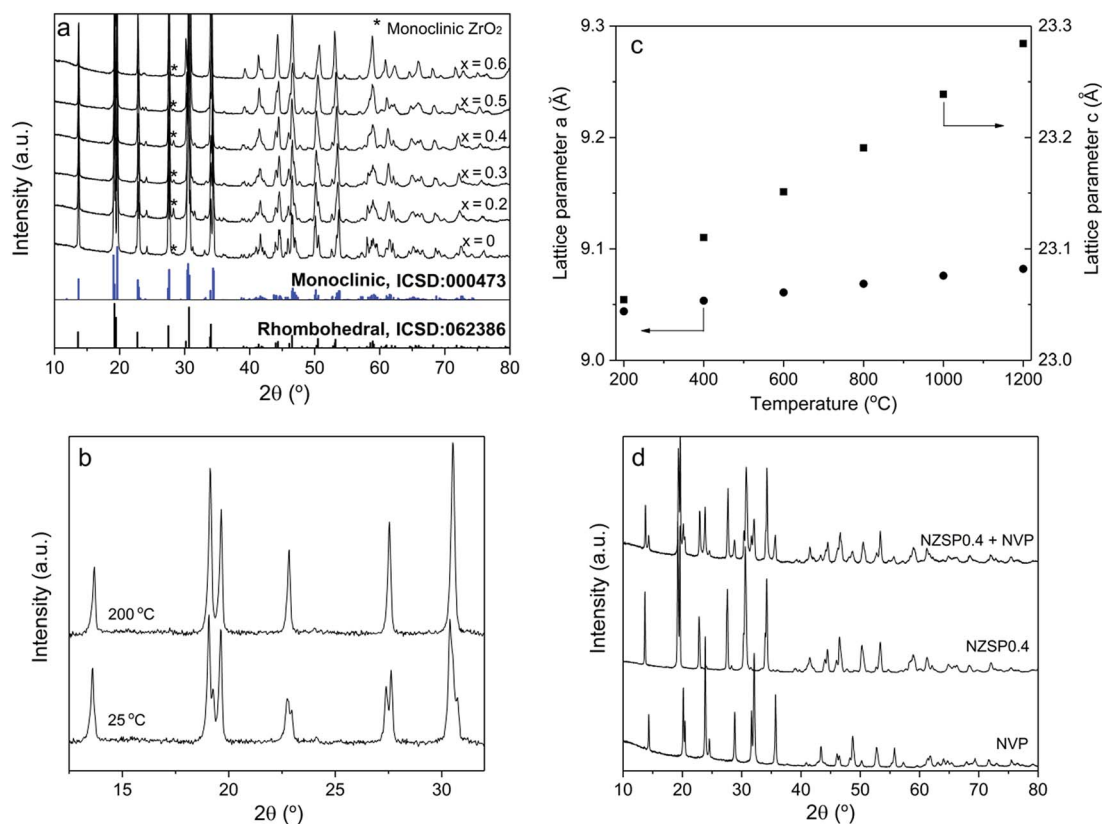 a
* Monoclinic ZrO₂
x = 0.6
x = 0.5
x = 0.4
x = 0.3
x = 0.2
x = 0
Monoclinic, ICSD:000473
Rhombohedral, ICSD:062386
Intensity (a.u.)
10 20 30 40 50 60 70 80
2θ (º)
c
9.3
9.2
9.1
9.0
Lattice parameter a (Å)
23.3
23.2
23.1
23.0
Lattice parameter c (Å)
200 400 600 800 1000 1200
Temperature (ºC)
b
200 ºC
25 ºC
Intensity (a.u.)
15 20 25 30
2θ (º)
d
NZSP0.4 + NVP
NZSP0.4
NVP
Intensity (a.u.)
10 20 30 40 50 60 70 80
2θ (º)